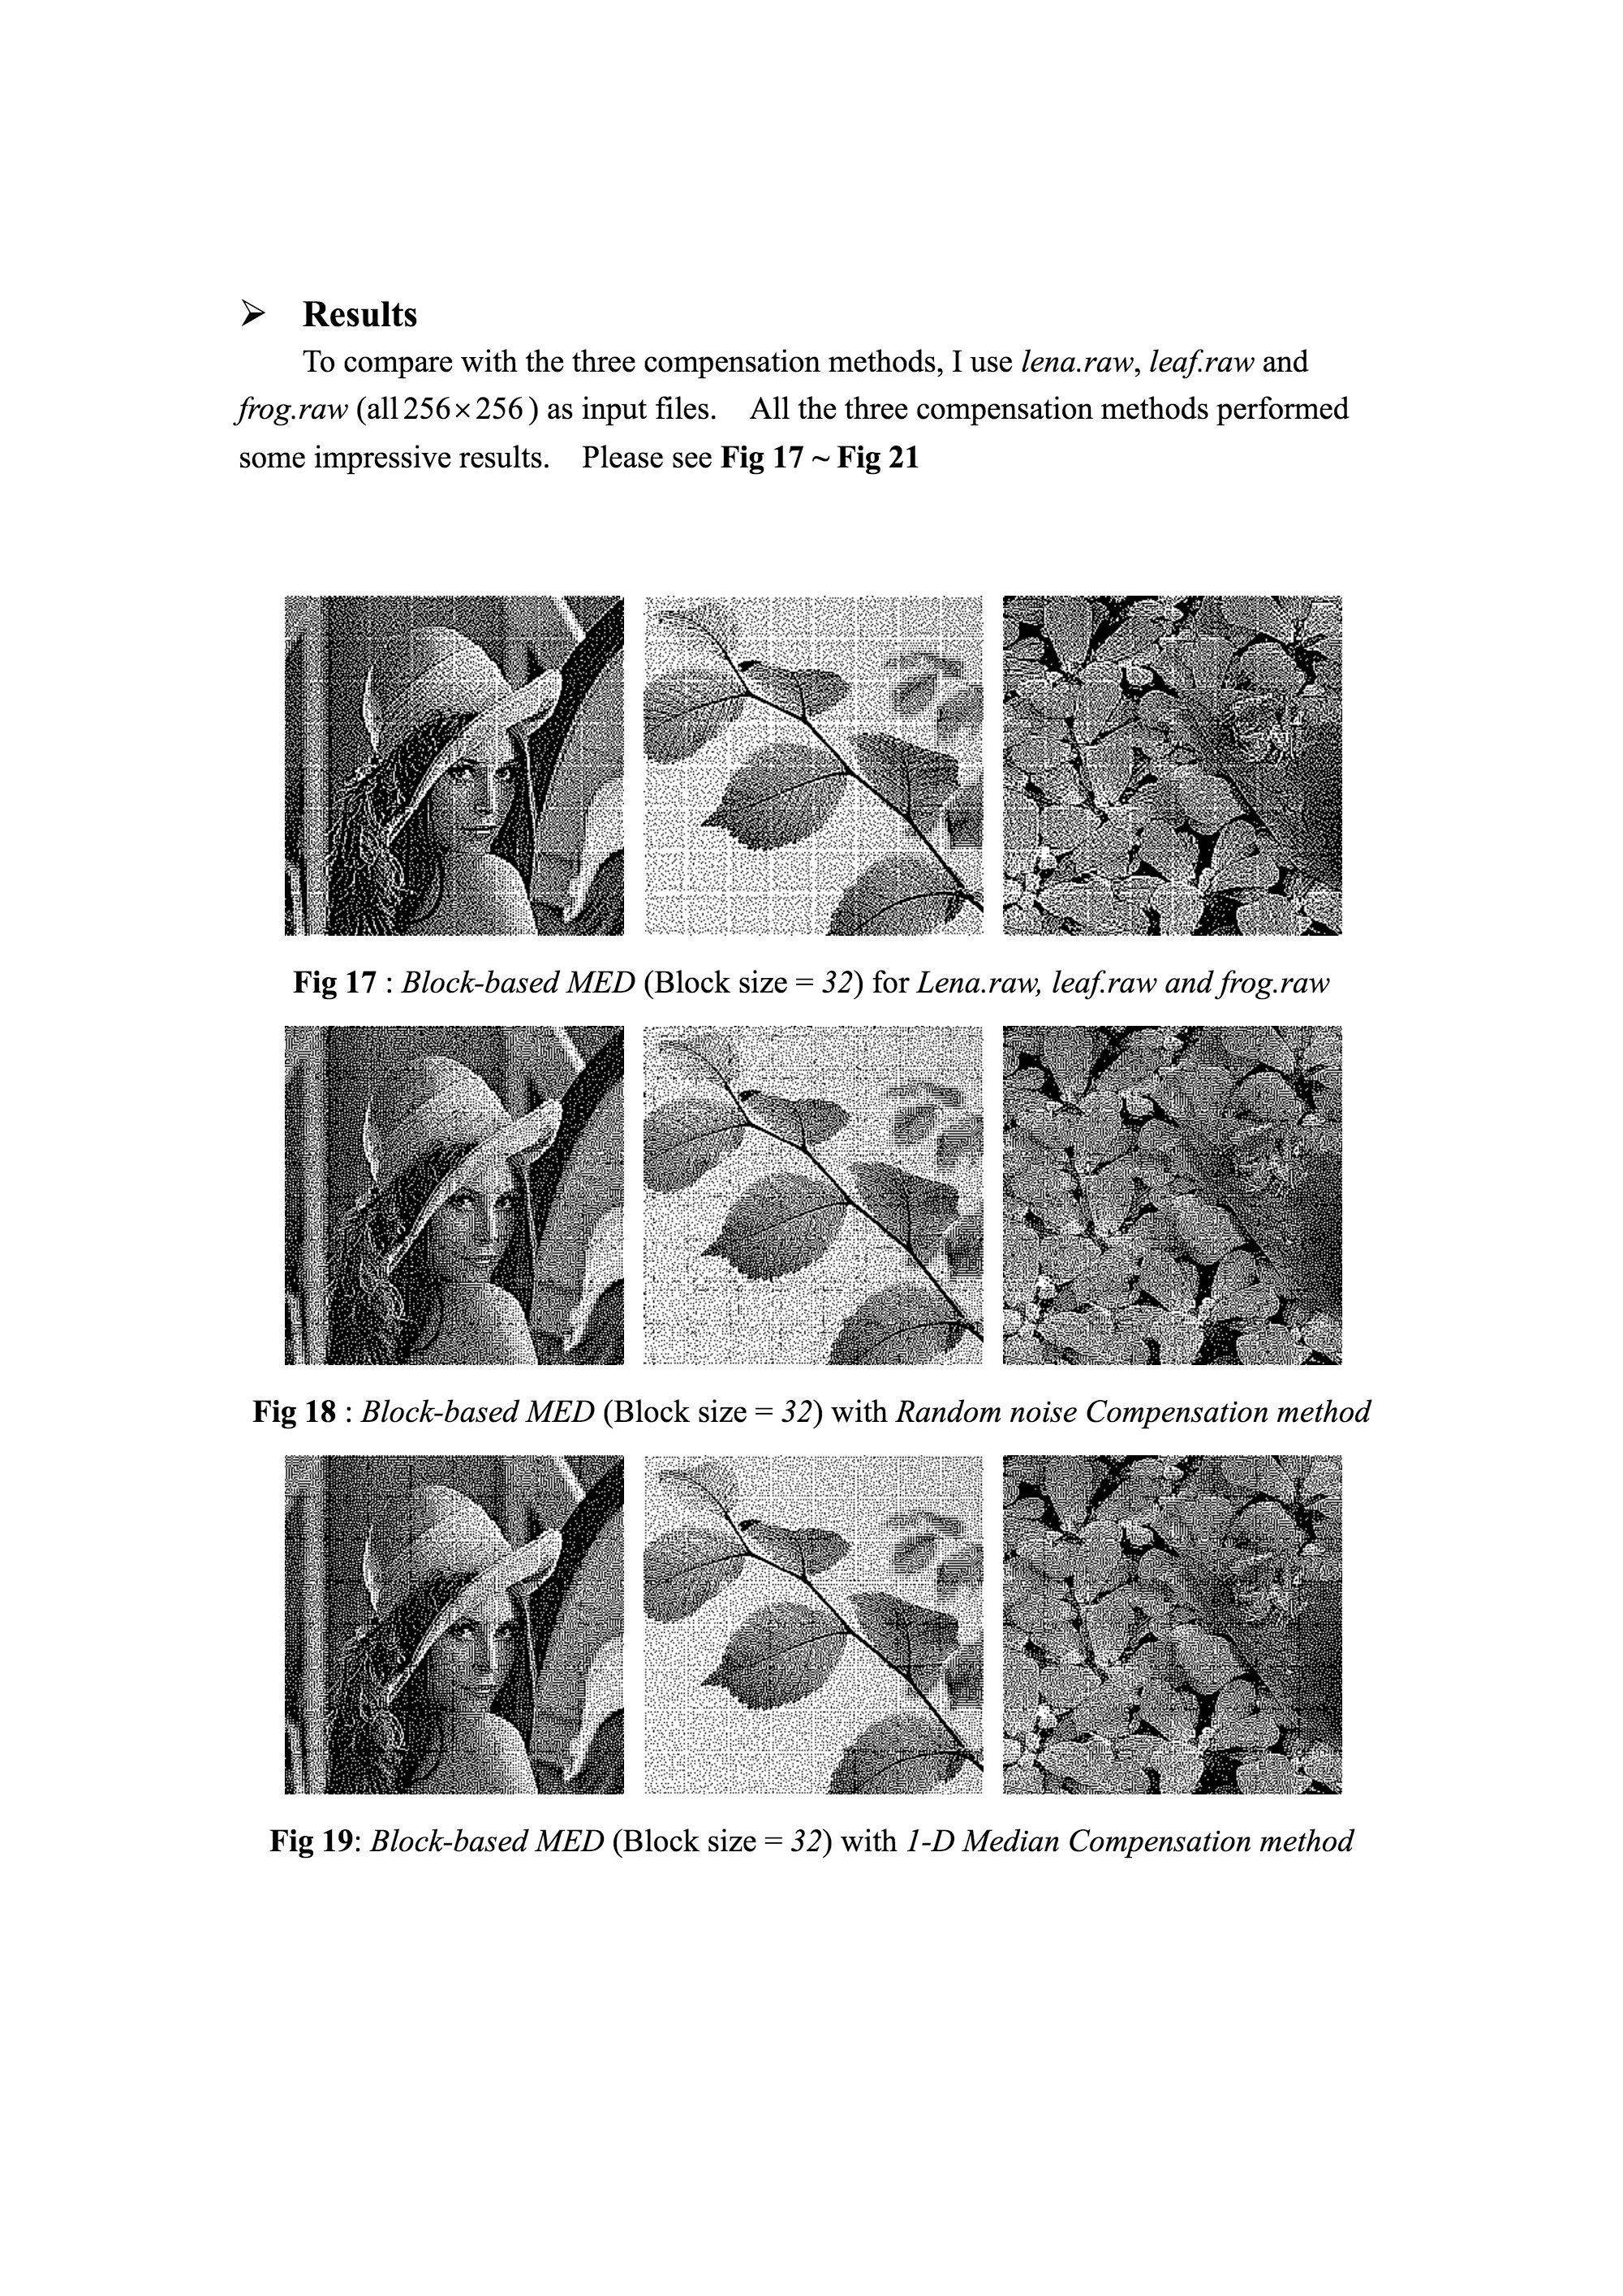 ➢ Results
To compare with the three compensation methods, I use lena.raw, leaf.raw and
frog.raw (all 256×256) as input files. All the three compensation methods performed
some impressive results. Please see Fig 17 ~ Fig 21
Fig 17 : Block-based MED (Block size = 32) for Lena.raw, leaf.raw and frog.raw
Fig 18 : Block-based MED (Block size = 32) with Random noise Compensation method
Fig 19: Block-based MED (Block size = 32) with 1-D Median Compensation method